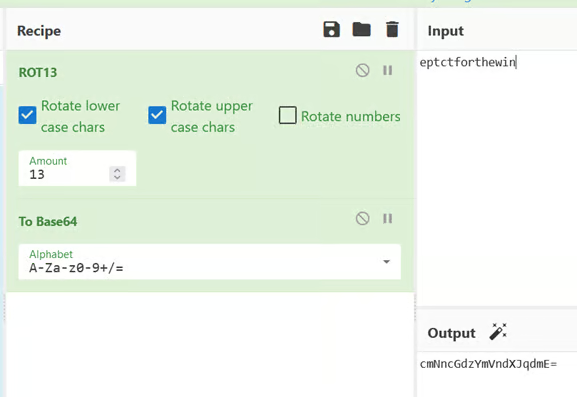 Recipe
ROT13
Rotate lower
case chars
Rotate upper
case chars
Rotate numbers
Amount
13
To Base64
Alphabet
A-Za-z0-9+/=
Input
eptctforthewin
Output
cmNncGdzYmVndXJqdmE=